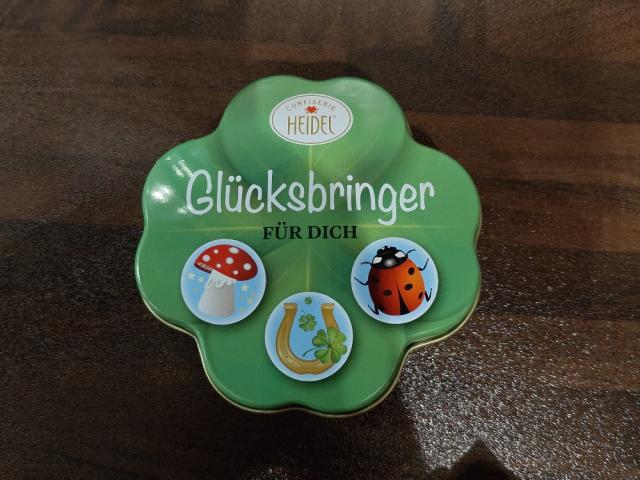 CONFISERIE
HEIDEL
Glücksbringer
FÜR DICH